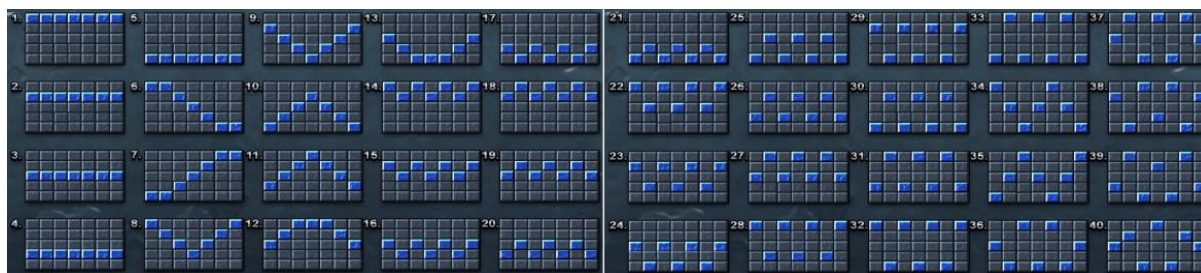 1. 5. 9. 13. 17. 21. 25. 29. 33. 37.
2. 6. 10. 14. 18. 22. 26. 30. 34. 38.
3. 7. 11. 15. 19. 23. 27. 31. 35. 39.
4. 8. 12. 16. 20. 24. 28. 32. 36. 40.